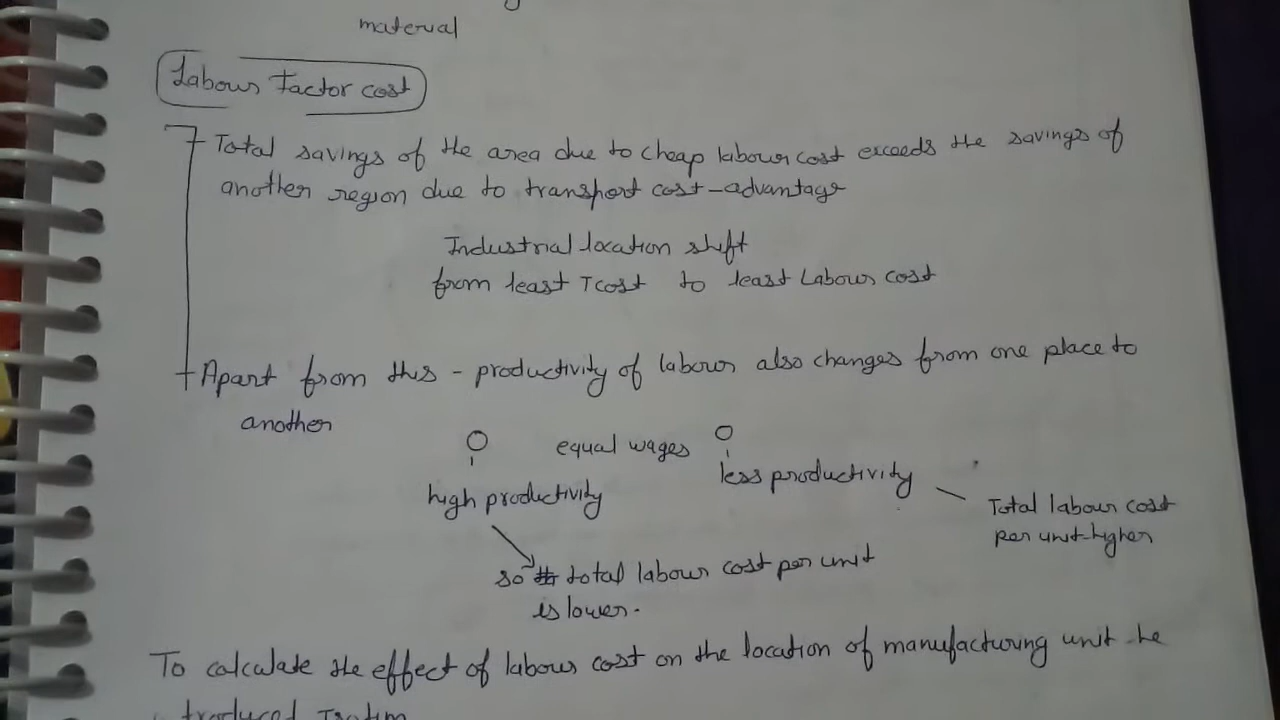 material
Labour Factor cost
Total savings of the area due to cheap labour cost exceeds the savings of
another region due to transport cost-advantage
Industrial location shift
from least Tcost to least Labour cost
Apart from this - productivity of labour also changes from one place to
another
equal wages
high productivity
less productivity
Total labour cost
per unit-higher
so total labour cost per unit
is lower.
To calculate the effect of labour cost on the location of manufacturing unit he